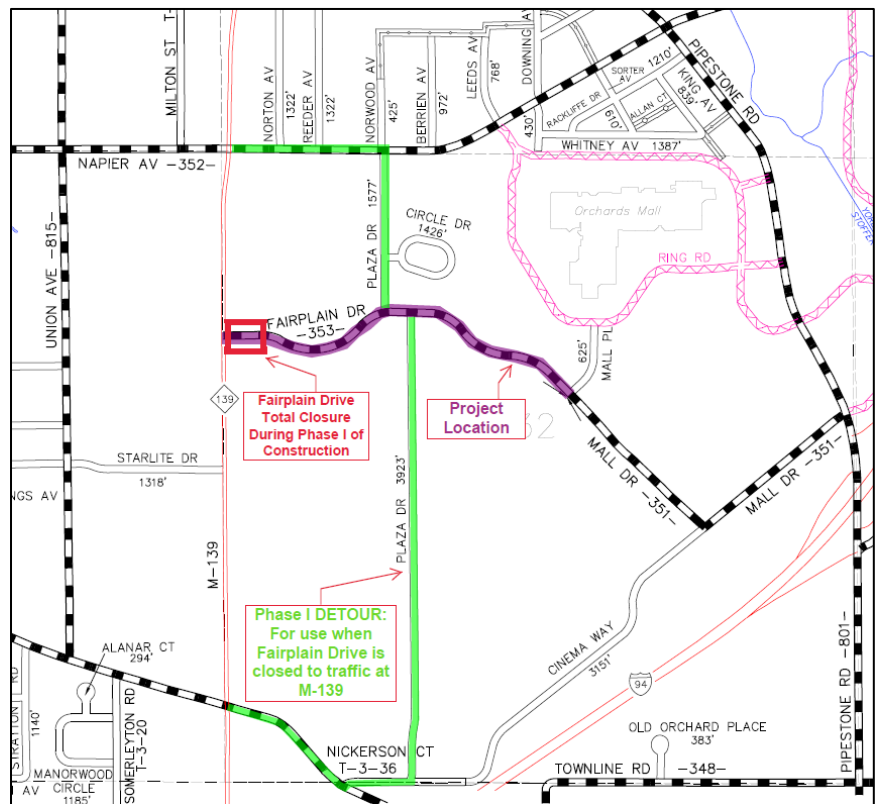 MILTON ST T-
NORTON AV
1322'
REEDER AV
1322'
NORWOOD AV
425'
BERRIEN AV
972'
LEEDS AV
768'
DOWNING A
430'
SORTER
AV
1210'
RACKLIFFE DR
610'
ALLAN CT
KING AV
839'
PIPESTONE RD
WHITNEY AV 1387'
NAPIER AV -352-
UNION AVE -815-
PLAZA DR 1577'
CIRCLE DR
1426'
Orchards Mall
RING RD
YOR
STOFFER
FAIRPLAIN DR
-353-
MALL PL
625'
139
Fairplain Drive
Total Closure
During Phase I of
Construction
Project
Location
32
STARLITE DR
1318'
NGS AV
M-139
PLAZA DR 3923'
MALL DR -351-
MALL DR -351-
Phase I DETOUR:
For use when
Fairplain Drive is
closed to traffic at
M-139
ALANAR CT
294'
CINEMA WAY
3151'
94
PIPESTONE RD -801-
STRATTON RD
1140'
AV
MANORWOOD
CIRCLE
1185'
SOMERLEYTON RD
T-3-20
NICKERSON CT
T-3-36
OLD ORCHARD PLACE
383'
TOWNLINE RD -348-